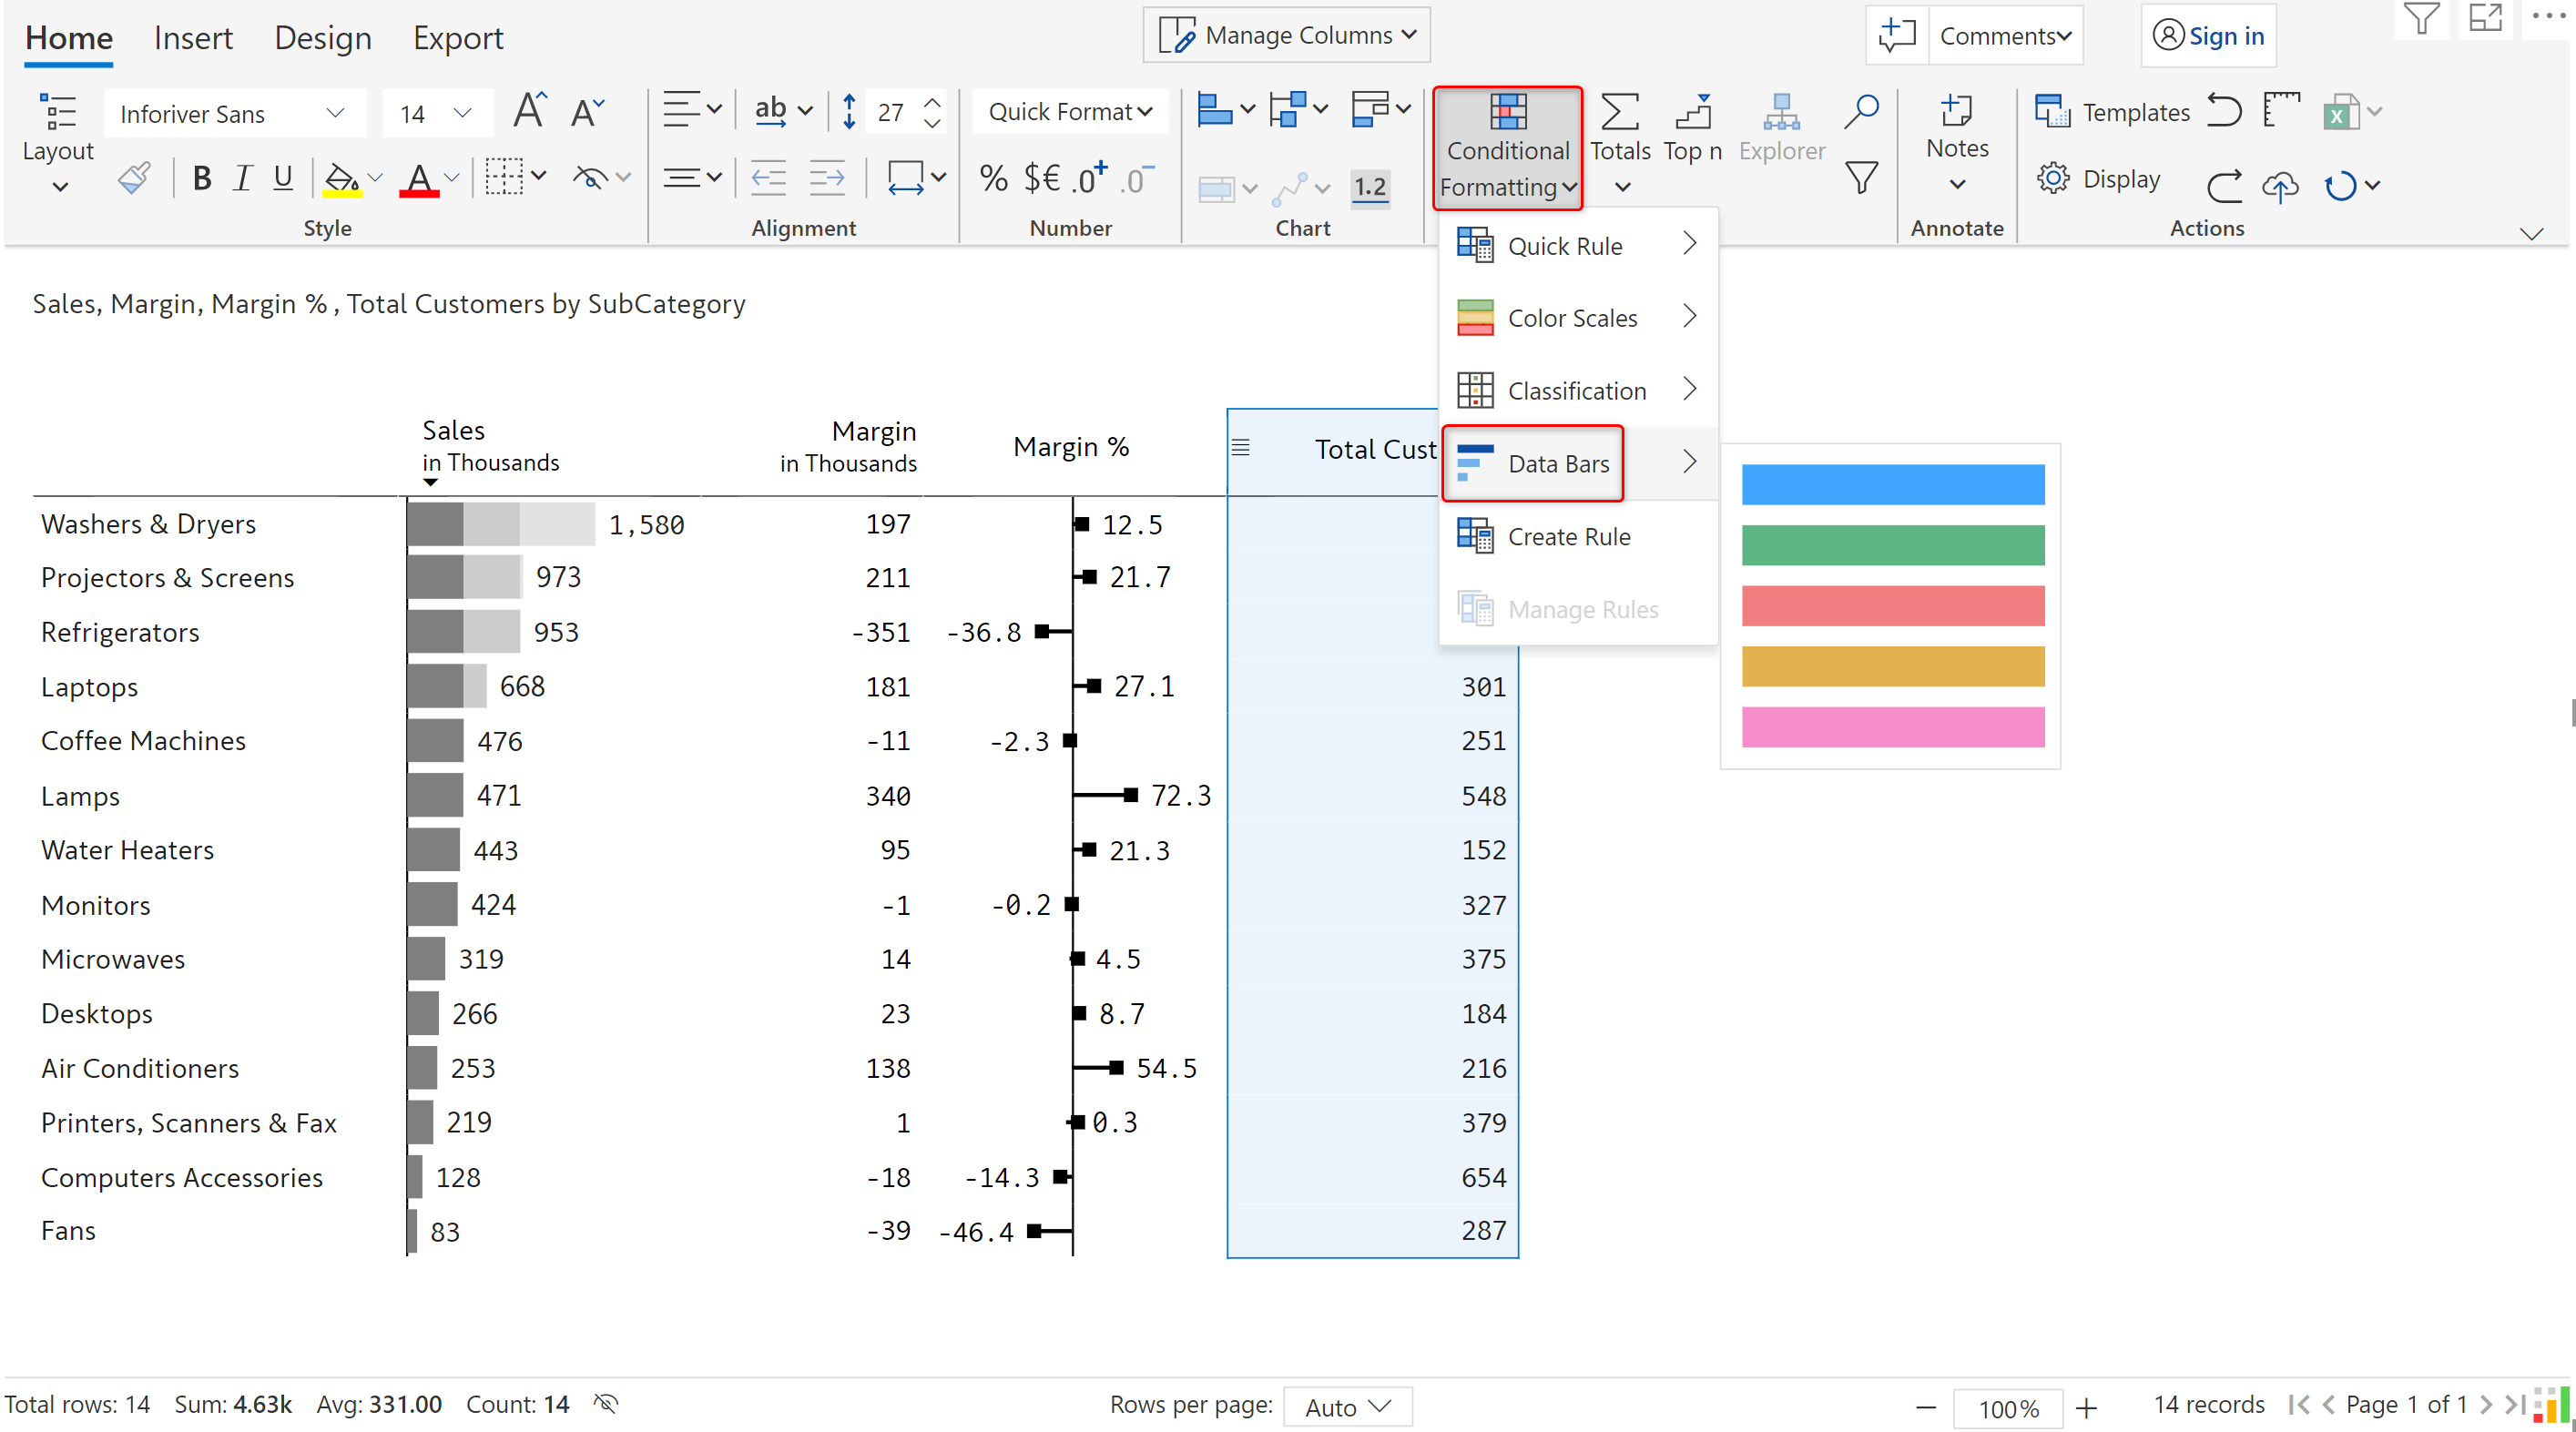 Home Insert Design Export Manage Columns Comments Sign in
Layout Inforiver Sans 14 A A ab 27 Quick Format Conditional Formatting Totals Top n Explorer Notes Templates
B I U A % $€ .0+ .0- 1.2 Display
Style Alignment Number Chart Annotate Actions
Quick Rule
Color Scales
Classification
Data Bars
Create Rule
Manage Rules
Sales, Margin, Margin % , Total Customers by SubCategory
Sales in Thousands Margin in Thousands Margin % Total Cust
Washers & Dryers 1,580 197 12.5
Projectors & Screens 973 211 21.7
Refrigerators 953 -351 -36.8
Laptops 668 181 27.1 301
Coffee Machines 476 -11 -2.3 251
Lamps 471 340 72.3 548
Water Heaters 443 95 21.3 152
Monitors 424 -1 -0.2 327
Microwaves 319 14 4.5 375
Desktops 266 23 8.7 184
Air Conditioners 253 138 54.5 216
Printers, Scanners & Fax 219 1 0.3 379
Computers Accessories 128 -18 -14.3 654
Fans 83 -39 -46.4 287
Total rows: 14 Sum: 4.63k Avg: 331.00 Count: 14 Rows per page: Auto 100% 14 records Page 1 of 1